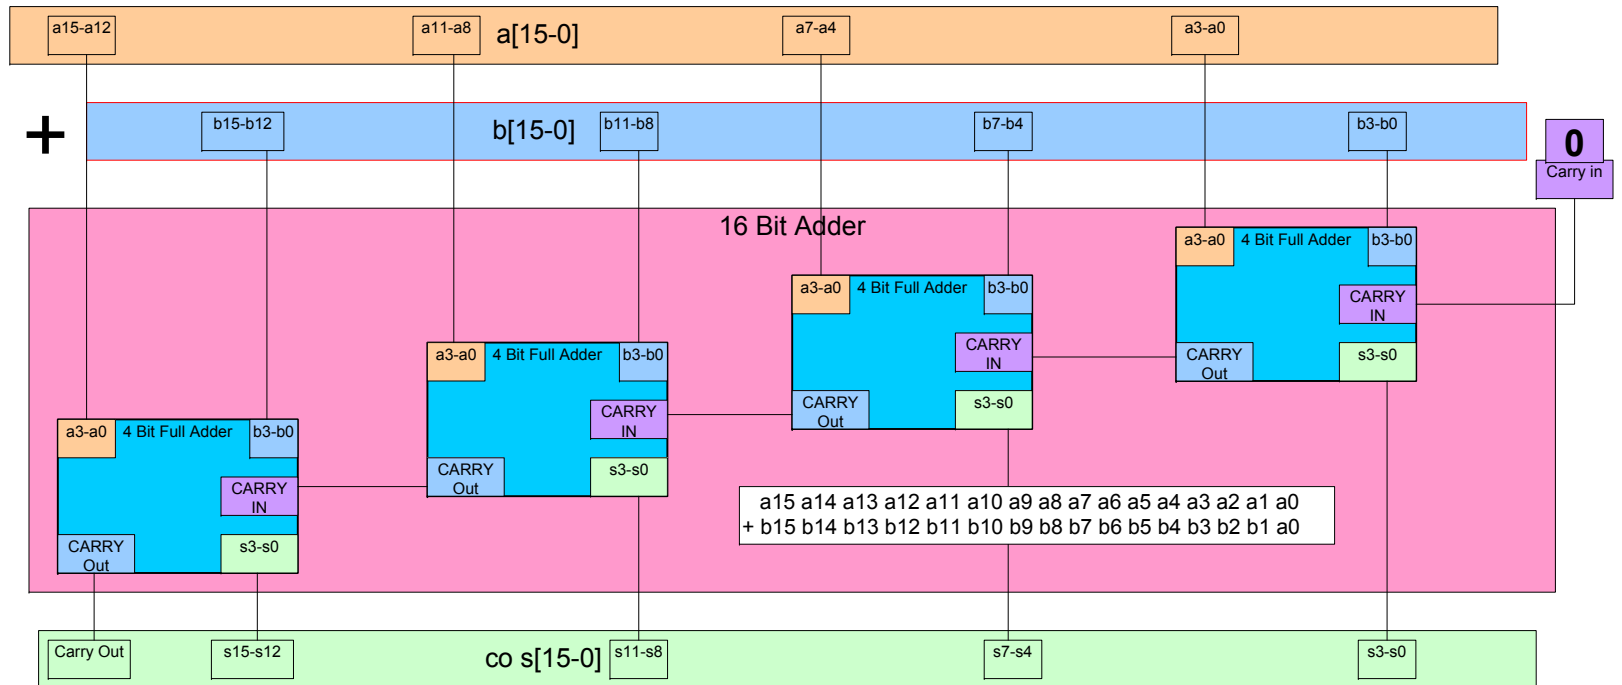 a15-a12
a11-a8
a[15-0]
a7-a4
a3-a0
+
b15-b12
b[15-0]
b11-b8
b7-b4
b3-b0
0
Carry in
16 Bit Adder
a3-a0 4 Bit Full Adder b3-b0
CARRY
IN
CARRY
Out
s3-s0
a3-a0 4 Bit Full Adder b3-b0
CARRY
IN
CARRY
Out
s3-s0
a3-a0 4 Bit Full Adder b3-b0
CARRY
IN
CARRY
Out
s3-s0
a3-a0 4 Bit Full Adder b3-b0
CARRY
IN
CARRY
Out
s3-s0
a15 a14 a13 a12 a11 a10 a9 a8 a7 a6 a5 a4 a3 a2 a1 a0
+ b15 b14 b13 b12 b11 b10 b9 b8 b7 b6 b5 b4 b3 b2 b1 a0
Carry Out
s15-s12
co s[15-0]
s11-s8
s7-s4
s3-s0